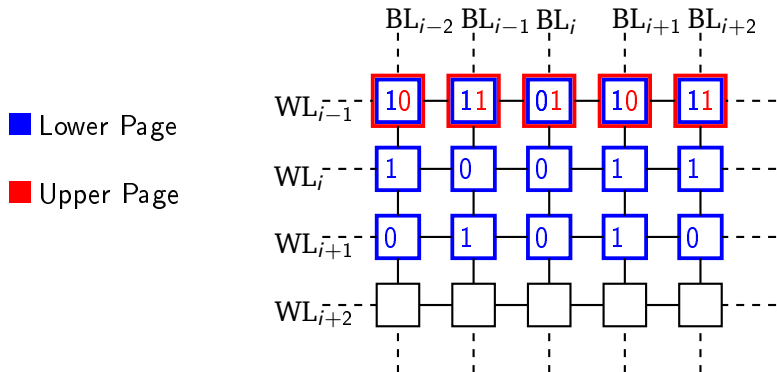 BL_{i−2} BL_{i−1} BL_i BL_{i+1} BL_{i+2}
WL_{i−1} 10 11 01 10 11
Lower Page
WL_i 1 0 0 1 1
Upper Page
WL_{i+1} 0 1 0 1 0
WL_{i+2}